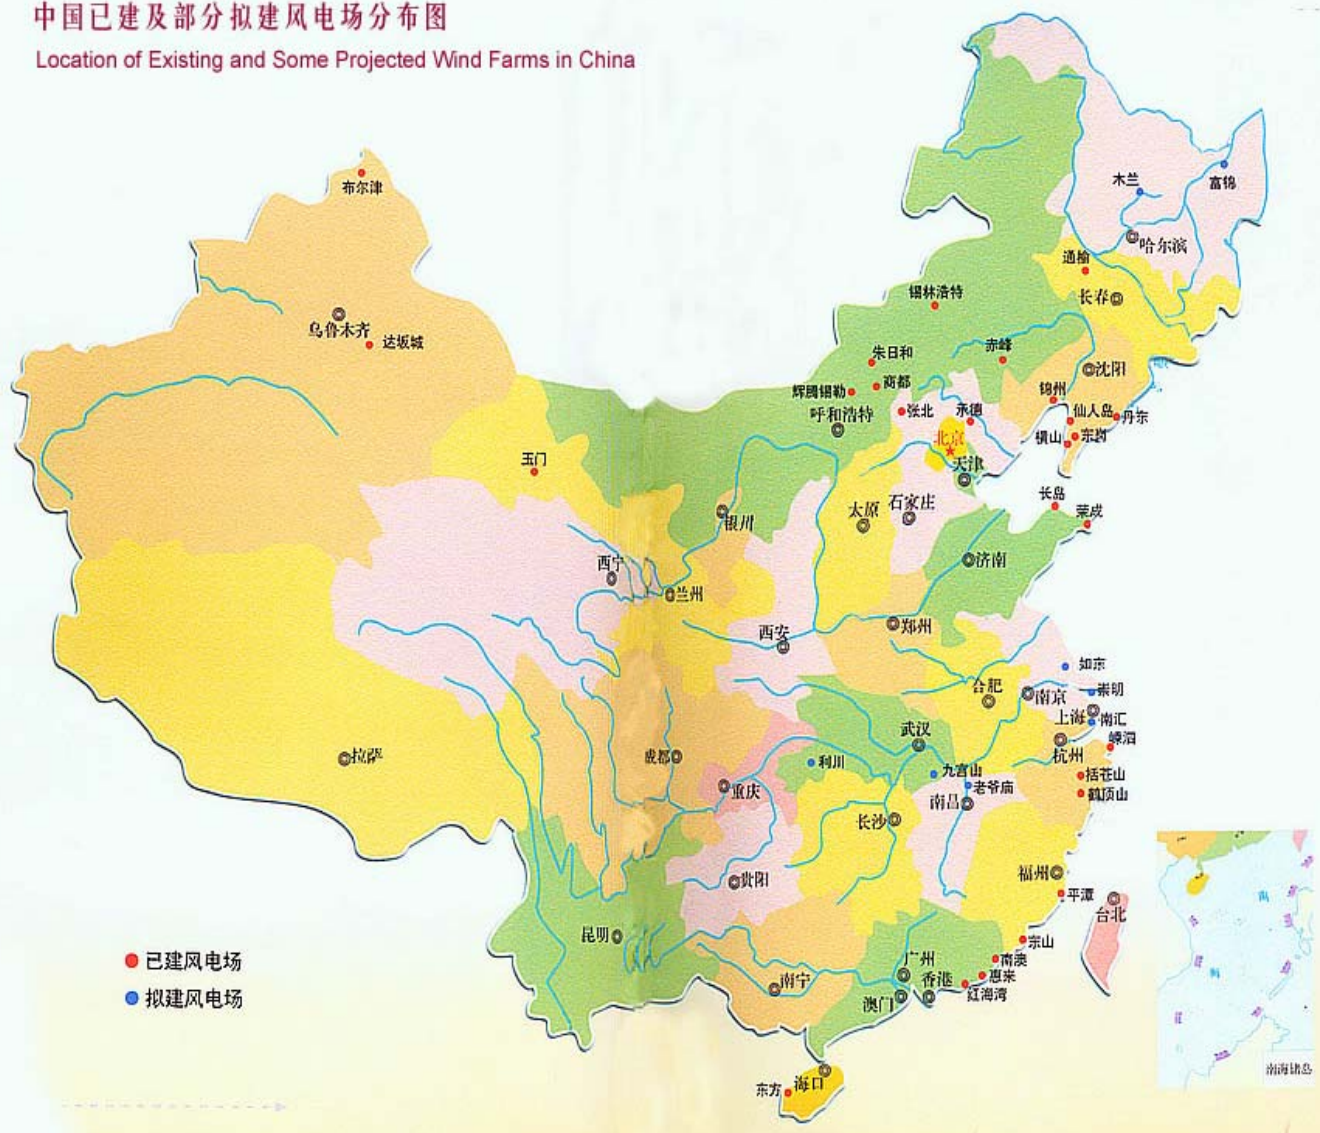 中国已建及部分拟建风电场分布图
Location of Existing and Some Projected Wind Farms in China
布尔津
木兰
富锦
哈尔滨
通榆
长春
锡林浩特
乌鲁木齐
达坂城
朱日和
赤峰
沈阳
辉腾锡勒
商都
锦州
呼和浩特
张北
承德
仙人岛
丹东
北京
横山
东岗
玉门
天津
长岛
太原
石家庄
荣成
银川
西宁
济南
兰州
西安
郑州
如东
合肥
南京
崇明
上海
南汇
武汉
嵊泗
拉萨
成都
杭州
利川
九宫山
括苍山
重庆
老爷庙
鹤顶山
南昌
长沙
贵阳
福州
平潭
台北
昆明
宗山
广州
南澳
已建风电场
南宁
香港
惠来
拟建风电场
澳门
红海湾
南海诸岛
东方
海口